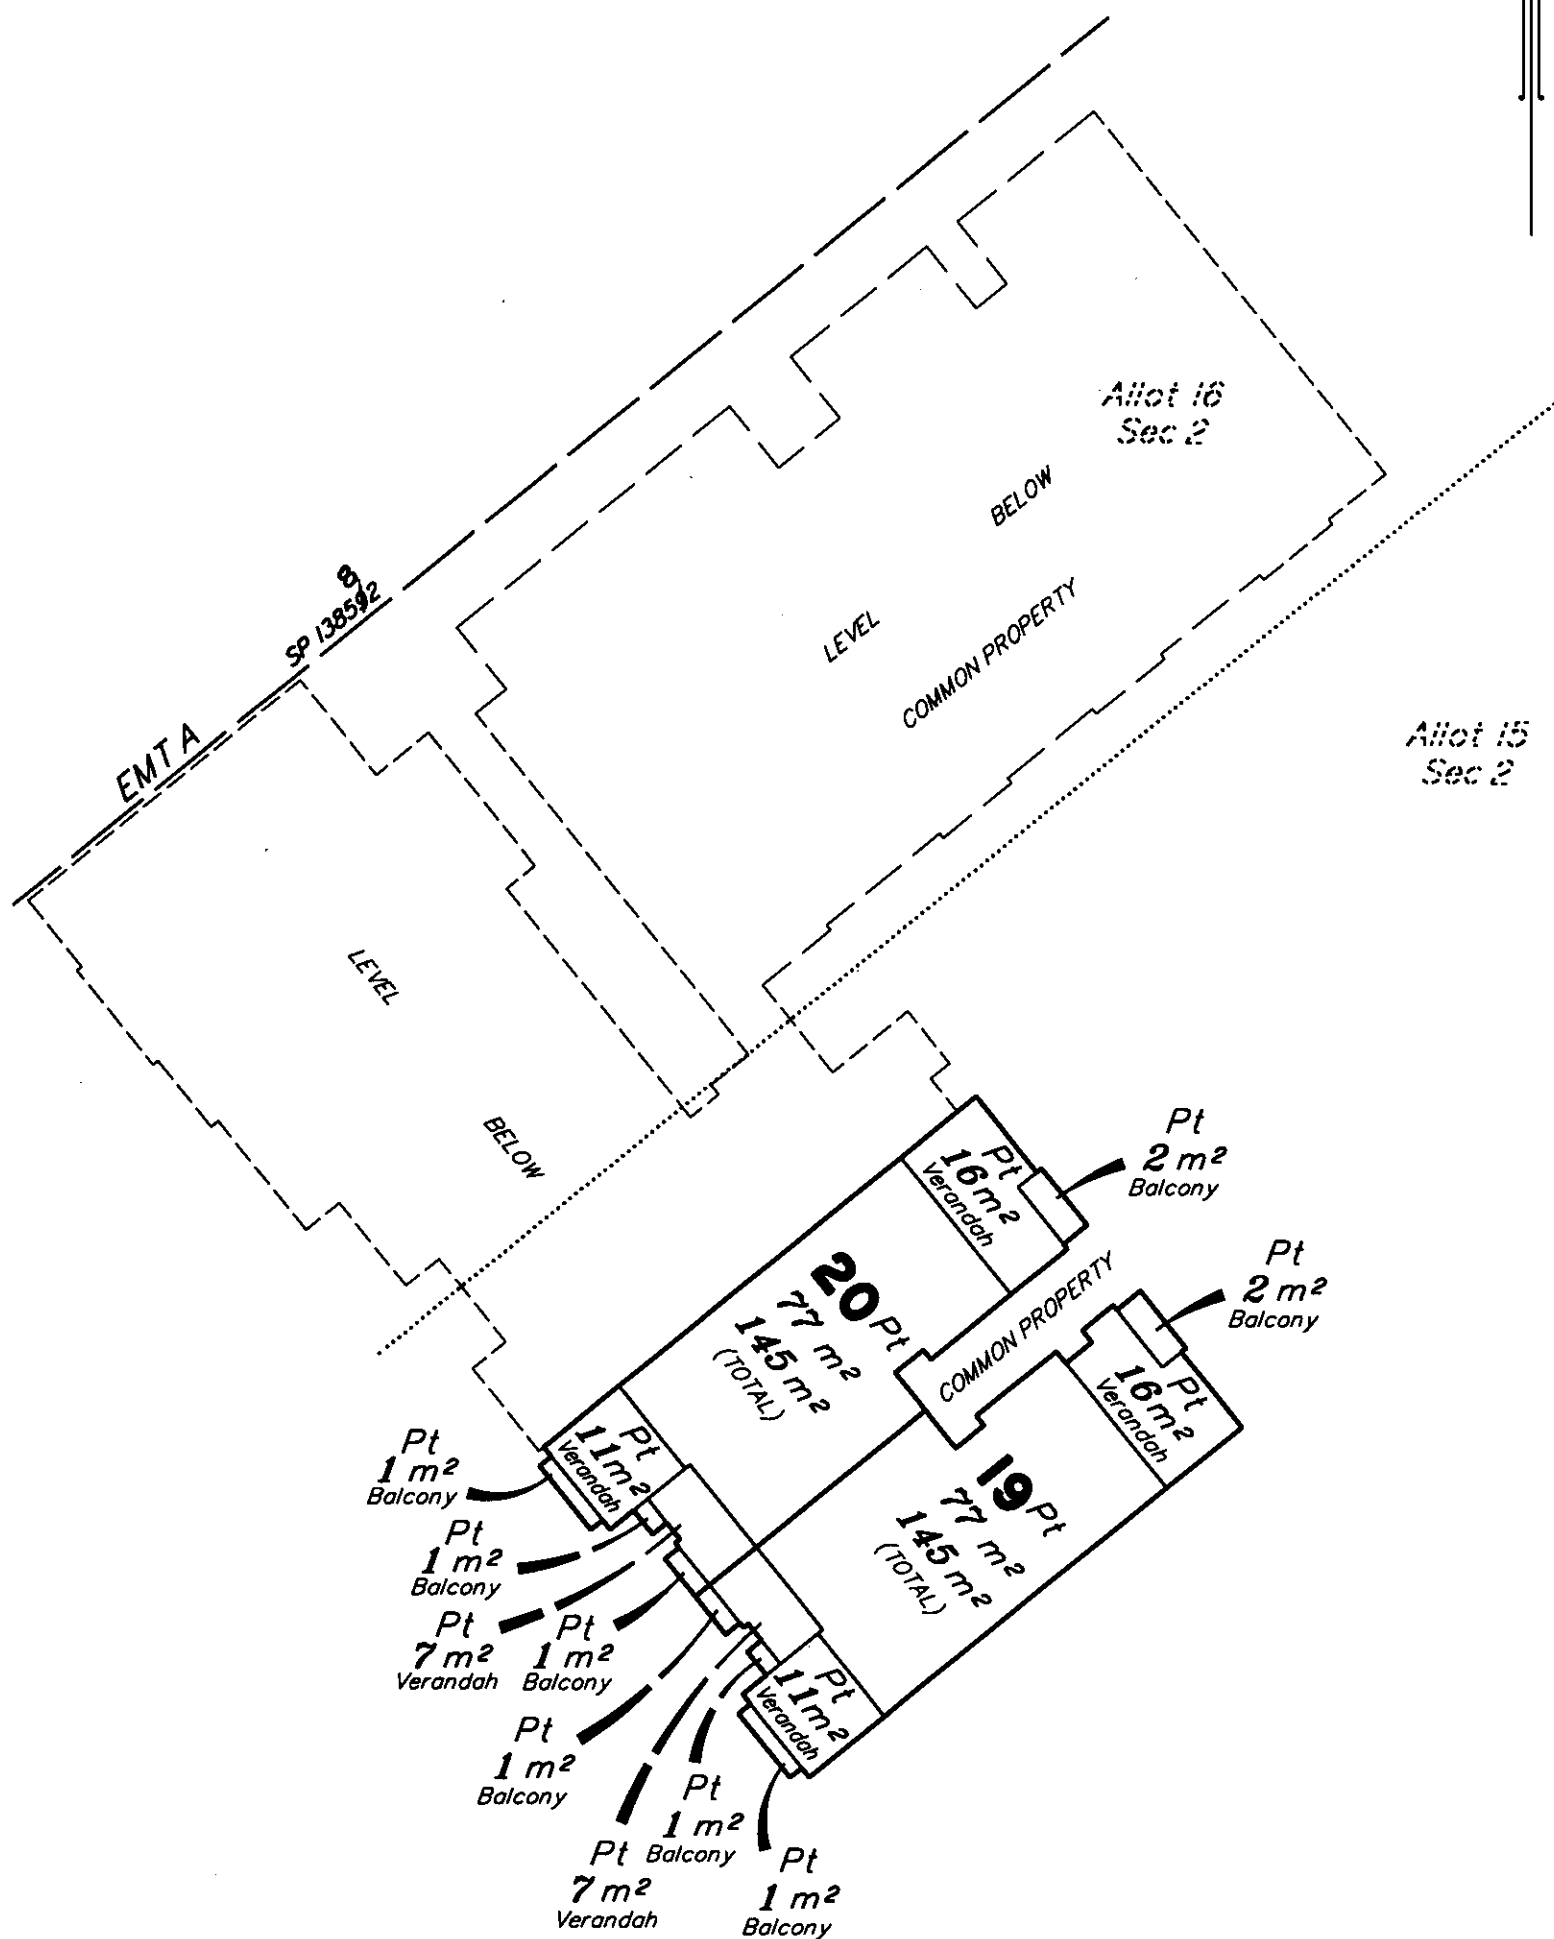 Allot 16
Sec 2
BELOW
LEVEL
COMMON PROPERTY
8
SP 138592
EMT A
Allot 15
Sec 2
LEVEL
BELOW
Pt
2 m²
Balcony
Pt
16 m²
Verandah
Pt
2 m²
Balcony
20 Pt
77 m²
145 m²
(TOTAL)
COMMON PROPERTY
Pt
16 m²
Verandah
Pt
11 m²
Verandah
Pt
1 m²
Balcony
19 Pt
77 m²
145 m²
(TOTAL)
Pt
1 m²
Balcony
Pt
7 m²
Verandah
Pt
1 m²
Balcony
Pt
11 m²
Verandah
Pt
1 m²
Balcony
Pt
1 m²
Balcony
Pt
7 m²
Verandah
Pt
1 m²
Balcony